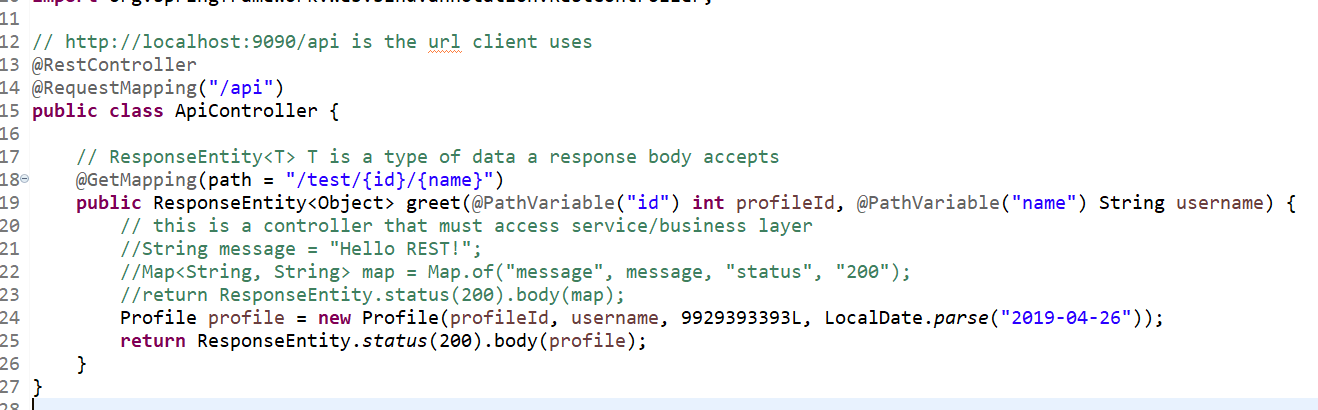 11
12 // http://localhost:9090/api is the url client uses
13 @RestController
14 @RequestMapping("/api")
15 public class ApiController {
16
17     // ResponseEntity<T> T is a type of data a response body accepts
18     @GetMapping(path = "/test/{id}/{name}")
19     public ResponseEntity<Object> greet(@PathVariable("id") int profileId, @PathVariable("name") String username) {
20         // this is a controller that must access service/business layer
21         //String message = "Hello REST!";
22         //Map<String, String> map = Map.of("message", message, "status", "200");
23         //return ResponseEntity.status(200).body(map);
24         Profile profile = new Profile(profileId, username, 9929393393L, LocalDate.parse("2019-04-26"));
25         return ResponseEntity.status(200).body(profile);
26     }
27 }
28